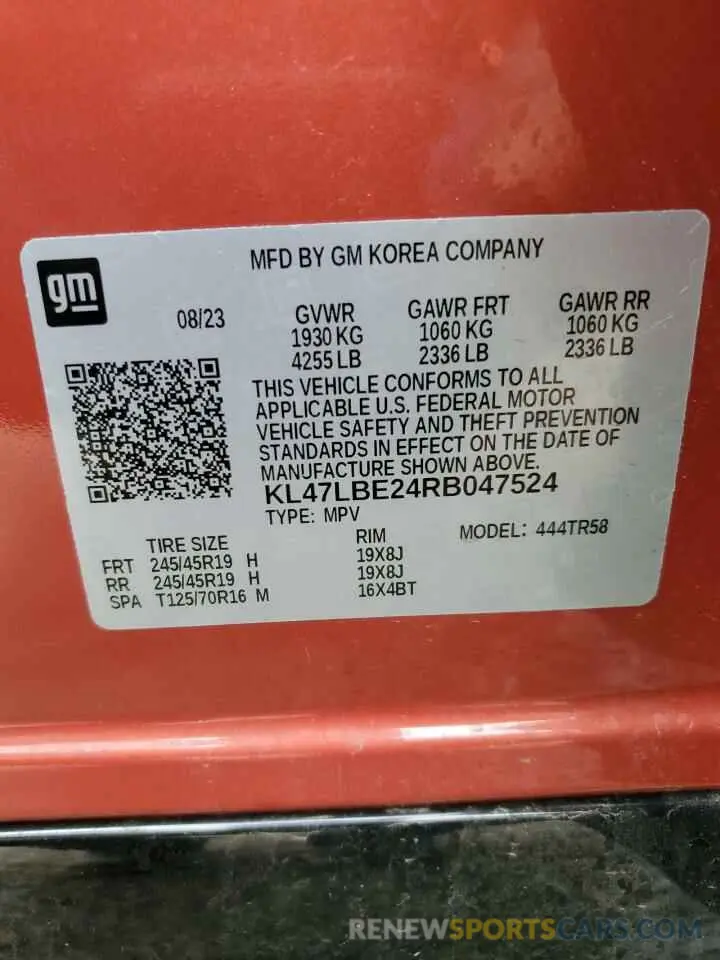 MFD BY GM KOREA COMPANY
gm
08/23
GVWR GAWR FRT GAWR RR
1930 KG 1060 KG 1060 KG
4255 LB 2336 LB 2336 LB
THIS VEHICLE CONFORMS TO ALL
APPLICABLE U.S. FEDERAL MOTOR
VEHICLE SAFETY AND THEFT PREVENTION
STANDARDS IN EFFECT ON THE DATE OF
MANUFACTURE SHOWN ABOVE.
KL47LBE24RB047524
TYPE: MPV
MODEL: 444TR58
TIRE SIZE RIM
FRT 245/45R19 H 19X8J
RR 245/45R19 H 19X8J
SPA T125/70R16 M 16X4BT
RENEWSPORTSCARS.COM